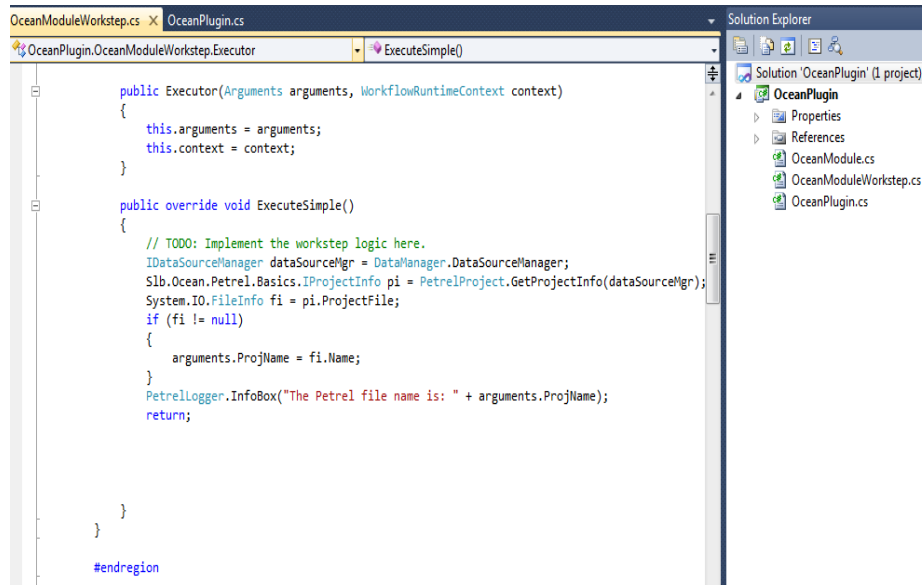 OceanModuleWorkstep.cs X OceanPlugin.cs
OceanPlugin.OceanModuleWorkstep.Executor
ExecuteSimple()
public Executor(Arguments arguments, WorkflowRuntimeContext context)
{
this.arguments = arguments;
this.context = context;
}
public override void ExecuteSimple()
{
// TODO: Implement the workstep logic here.
IDataSourceManager dataSourceMgr = DataManager.DataSourceManager;
Slb.Ocean.Petrel.Basics.IProjectInfo pi = PetrelProject.GetProjectInfo(dataSourceMgr);
System.IO.FileInfo fi = pi.ProjectFile;
if (fi != null)
{
arguments.ProjName = fi.Name;
}
PetrelLogger.InfoBox("The Petrel file name is: " + arguments.ProjName);
return;
}
}
#endregion
Solution Explorer
Solution 'OceanPlugin' (1 project)
OceanPlugin
Properties
References
OceanModule.cs
OceanModuleWorkstep.cs
OceanPlugin.cs